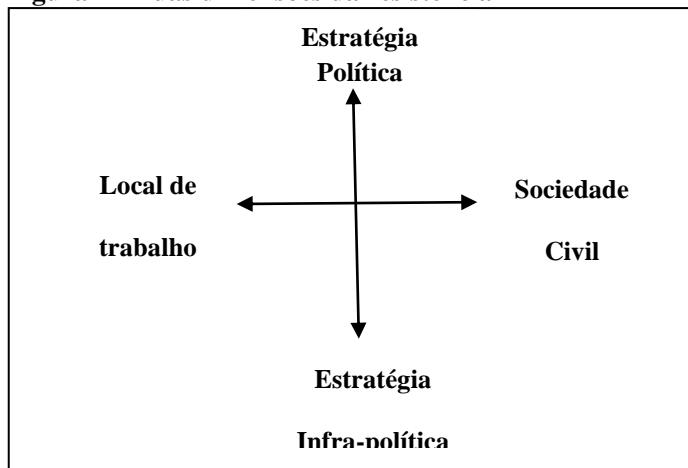 Estratégia
Política
Local de
trabalho
Sociedade
Civil
Estratégia
Infra-política